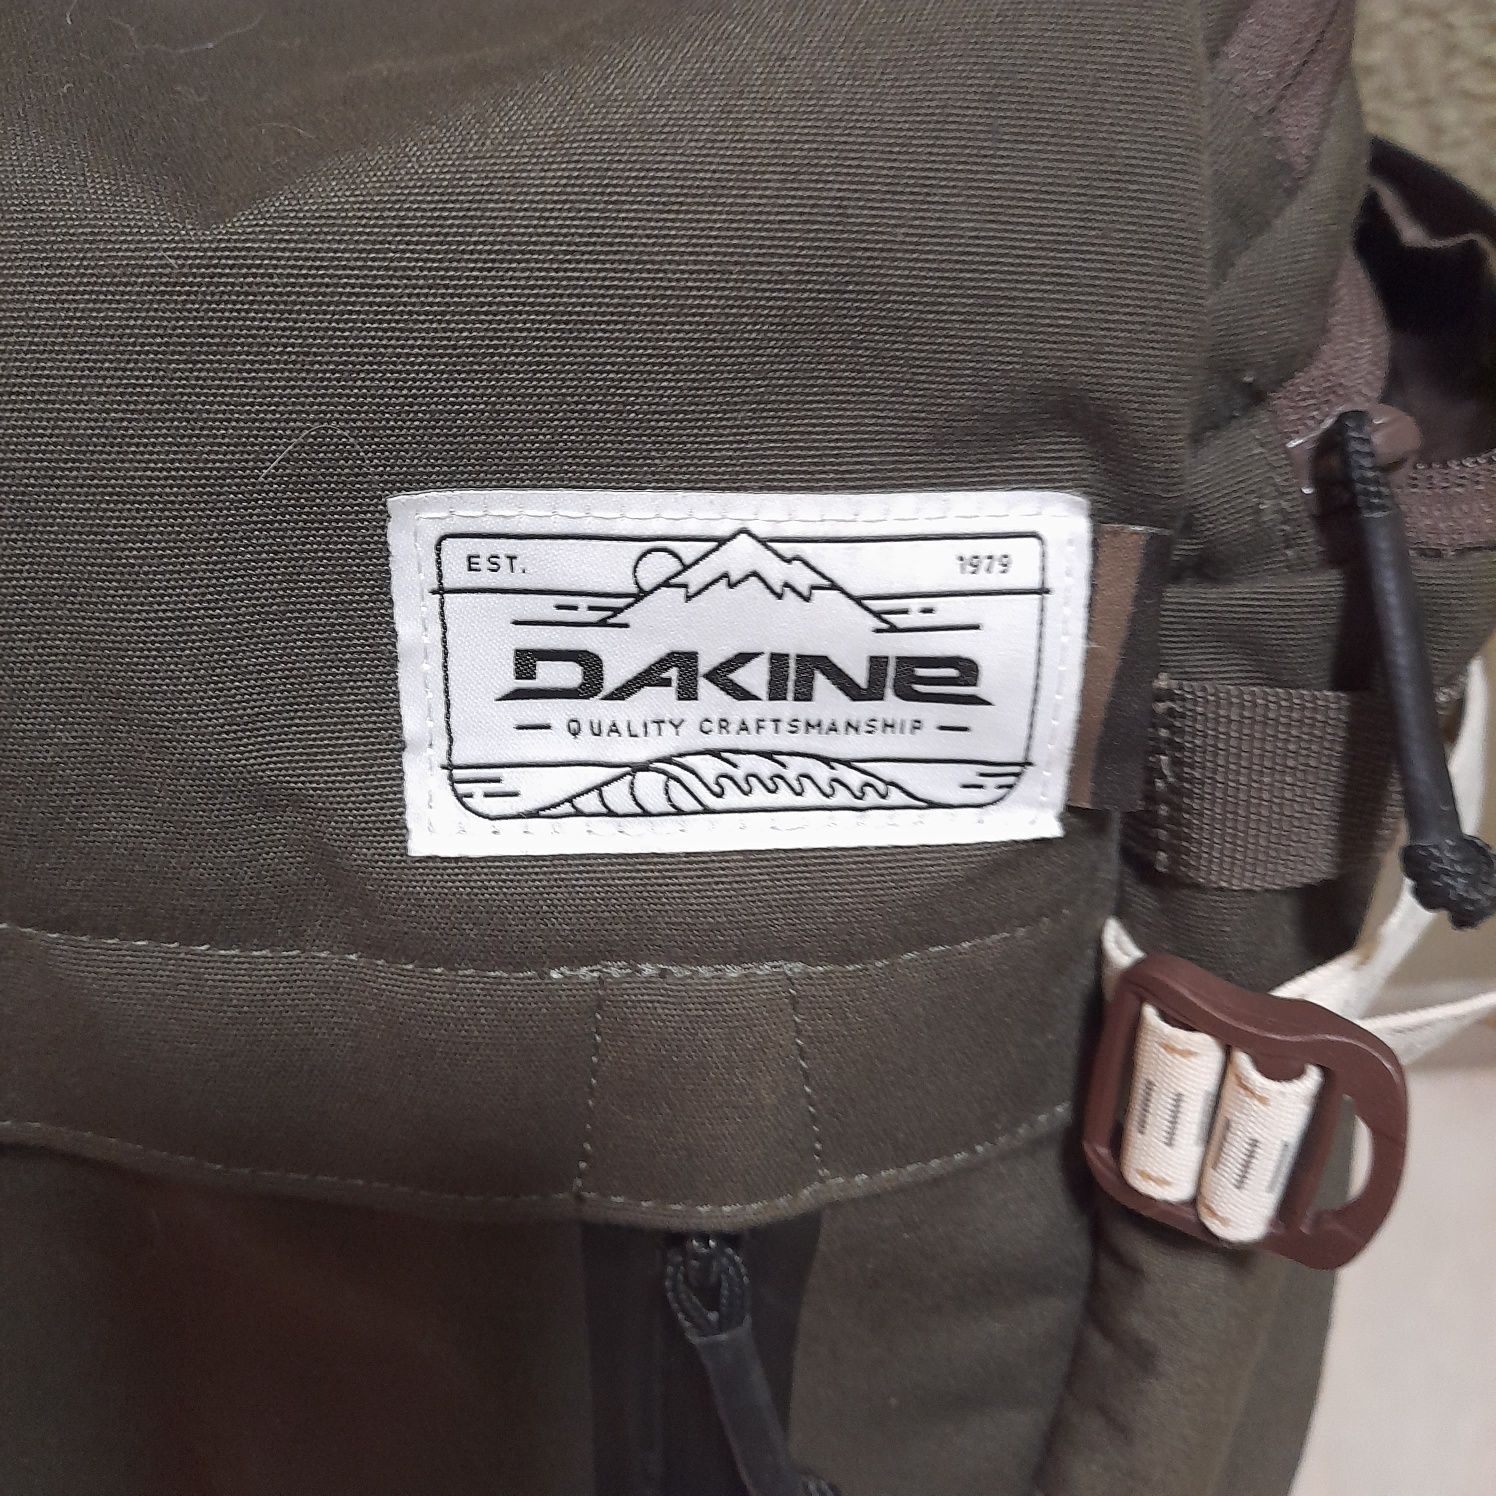 EST. 1979
DAKINE
QUALITY CRAFTSMANSHIP